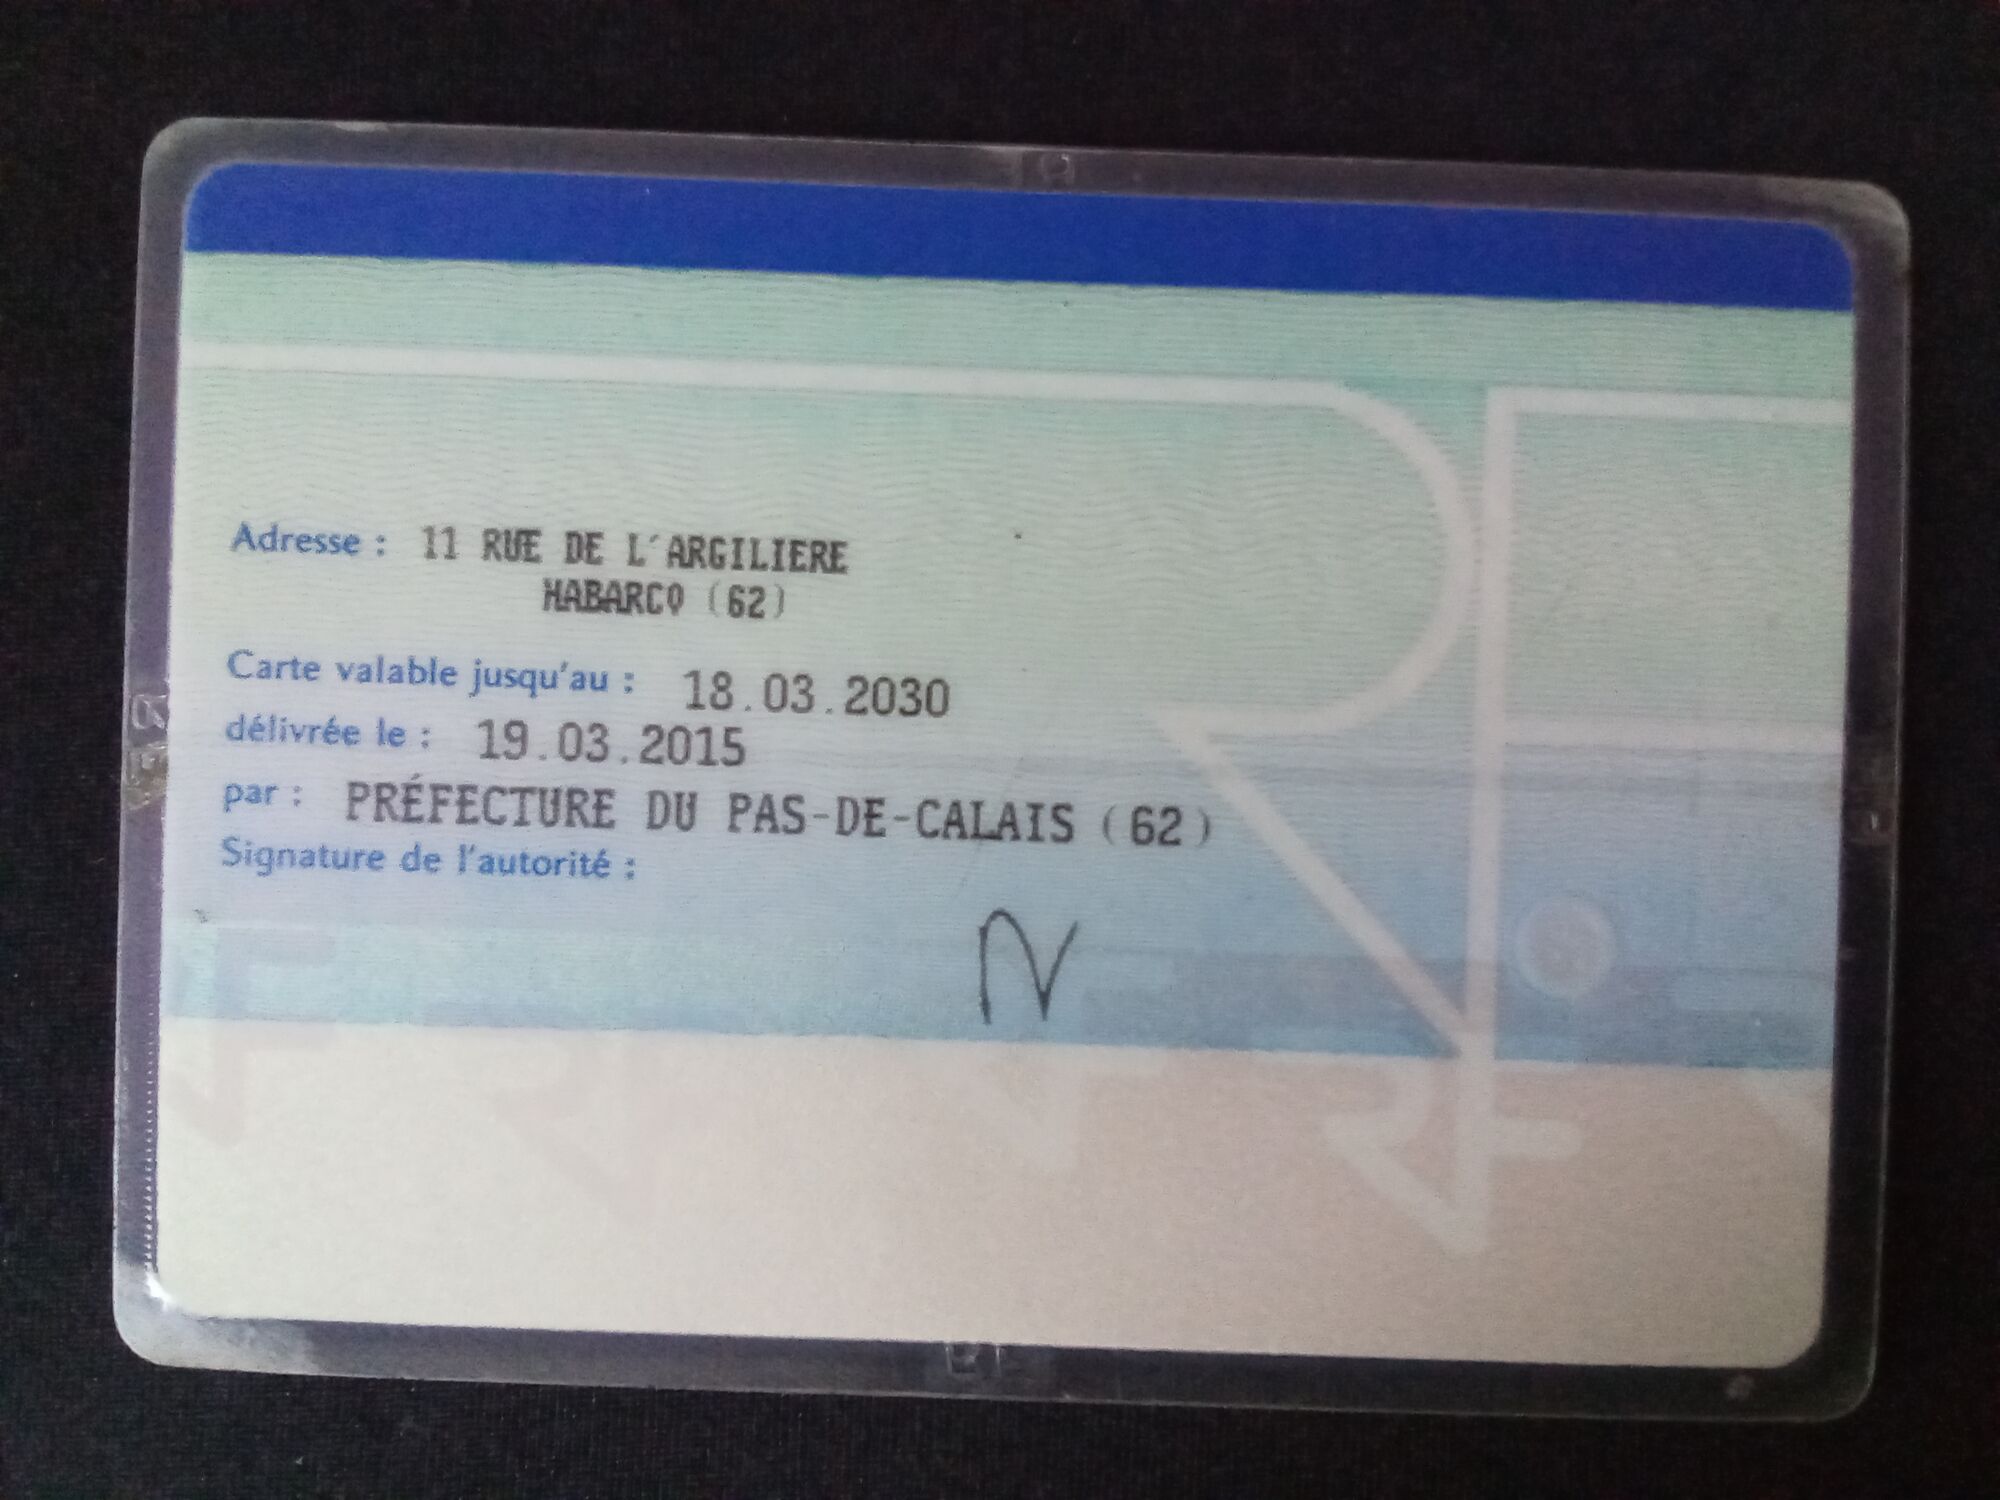 Adresse : 11 RUE DE L'ARGILIERE
HABARCQ (62)
Carte valable jusqu'au : 18.03.2030
délivrée le : 19.03.2015
par : PRÉFECTURE DU PAS-DE-CALAIS (62)
Signature de l'autorité :